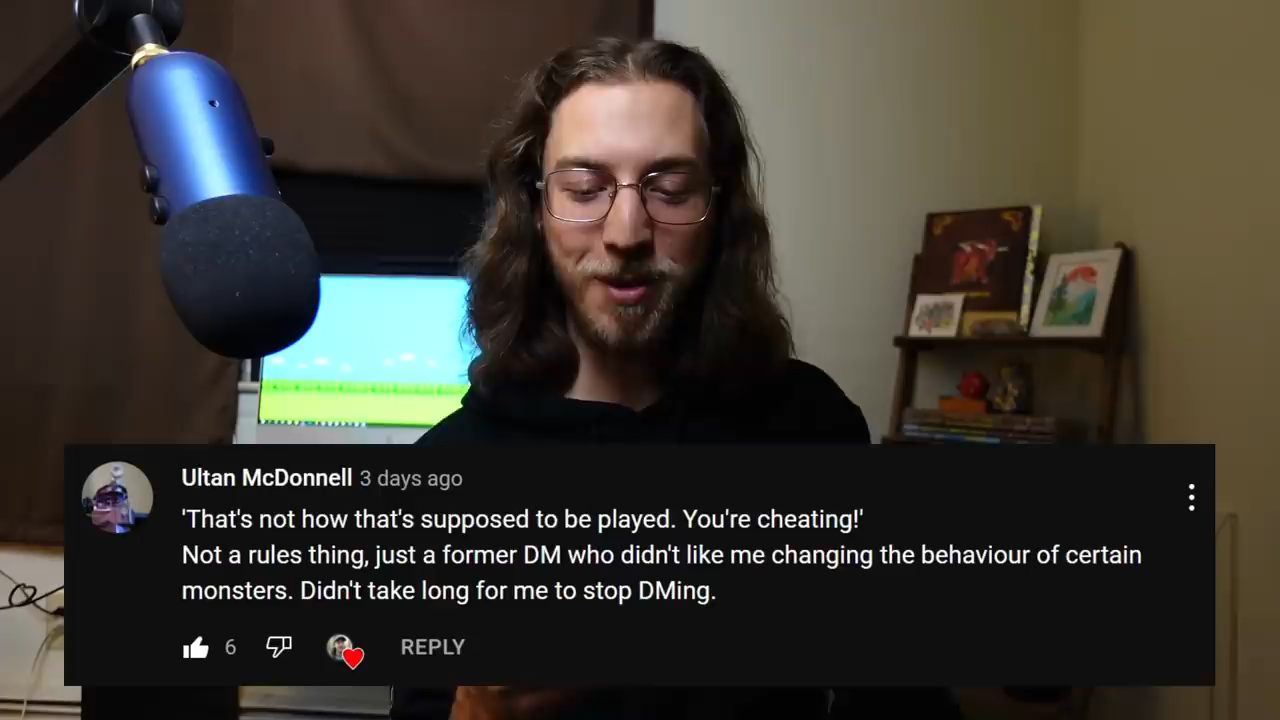 Ultan McDonnell 3 days ago
'That's not how that's supposed to be played. You're cheating!'
Not a rules thing, just a former DM who didn't like me changing the behaviour of certain
monsters. Didn't take long for me to stop DMing.
6 REPLY